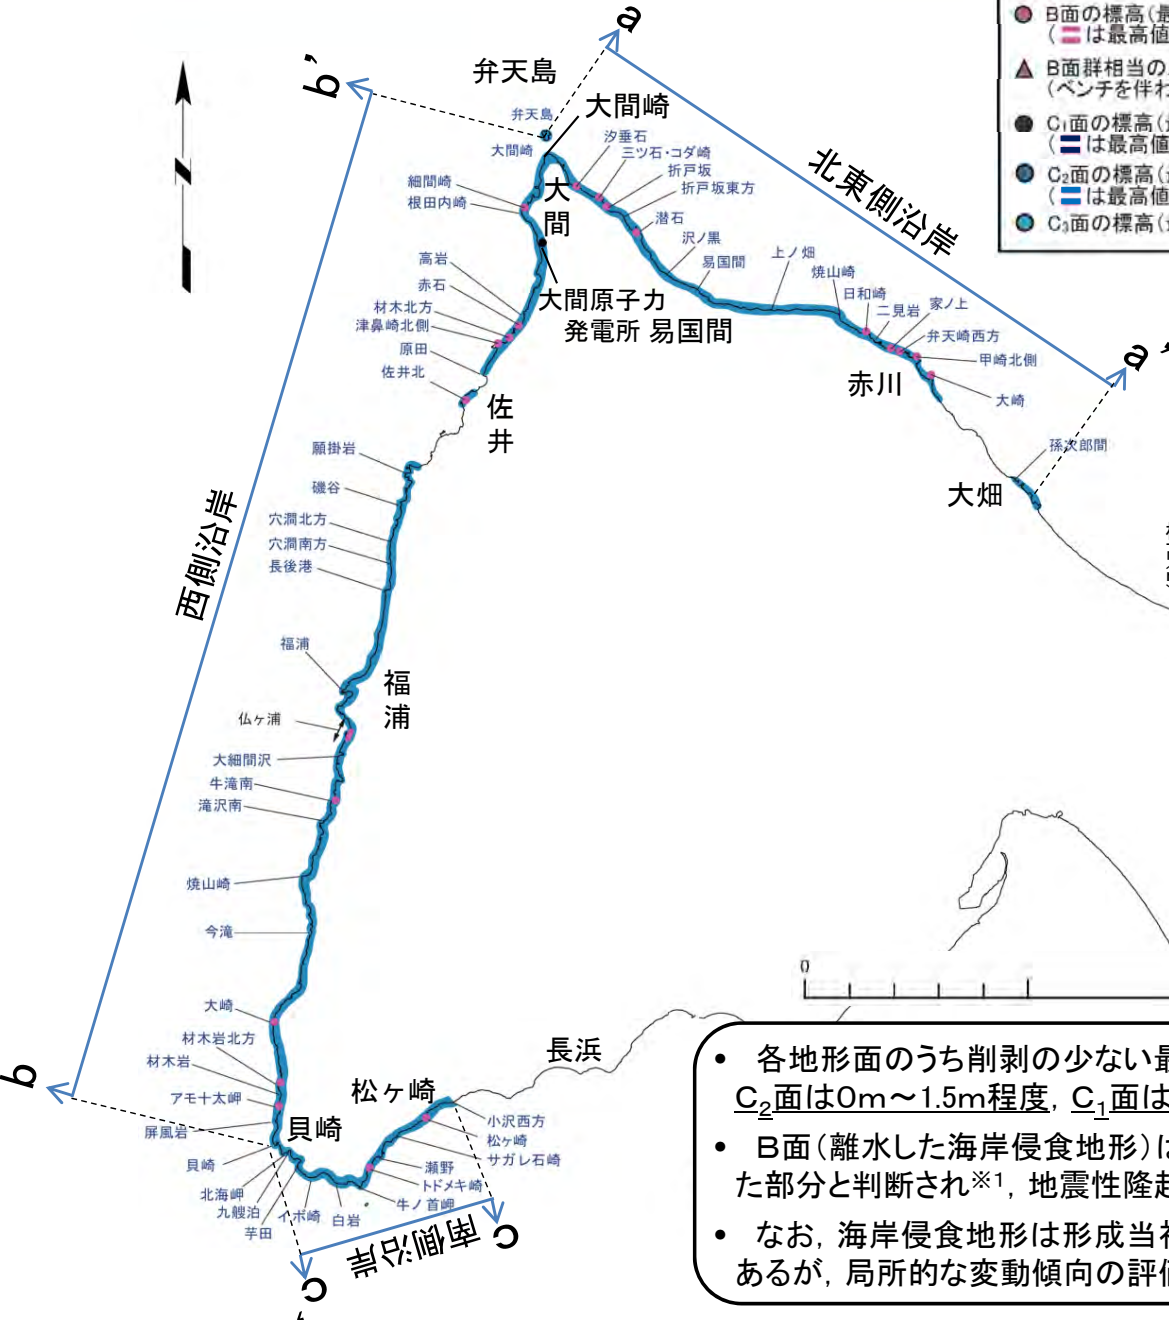 B面の標高(最
(＝は最高値
B面群相当の
(ベンチを伴わ
C₁面の標高(
(＝は最高値
C₂面の標高(
(＝は最高値
C₃面の標高(
a
b'
弁天島
弁天島
大間崎
大間崎
汐垂石
三ツ石・コダ崎
折戸坂
折戸坂東方
潜石
沢ノ黒
易国間
上ノ畑
焼山崎
日和崎
二見岩
家ノ上
弁天崎西方
甲崎北側
大崎
孫次郎間
北東側沿岸
a'
細間崎
根田内崎
大間
高岩
赤石
材木北方
津鼻崎北側
原田
佐井北
大間原子力
発電所
易国間
赤川
大畑
佐井
願掛岩
磯谷
穴澗北方
穴澗南方
長後港
西側沿岸
福浦
福浦
仏ヶ浦
大細間沢
牛滝南
滝沢南
焼山崎
今滝
大崎
材木岩北方
材木岩
アモ十太岬
屏風岩
貝崎
貝崎
北海岬
九艘泊
芋田
イボ崎
白岩
牛ノ首岬
トドメキ崎
瀬野
サガレ石崎
松ヶ崎
小沢西方
松ヶ崎
長浜
b
南側沿岸
c
c'
0
• 各地形面のうち削剥の少ない最
C₂面は0m～1.5m程度, C₁面は
• B面(離水した海岸侵食地形)は
た部分と判断され※1, 地震性隆起
• なお, 海岸侵食地形は形成当初
あるが, 局所的な変動傾向の評価